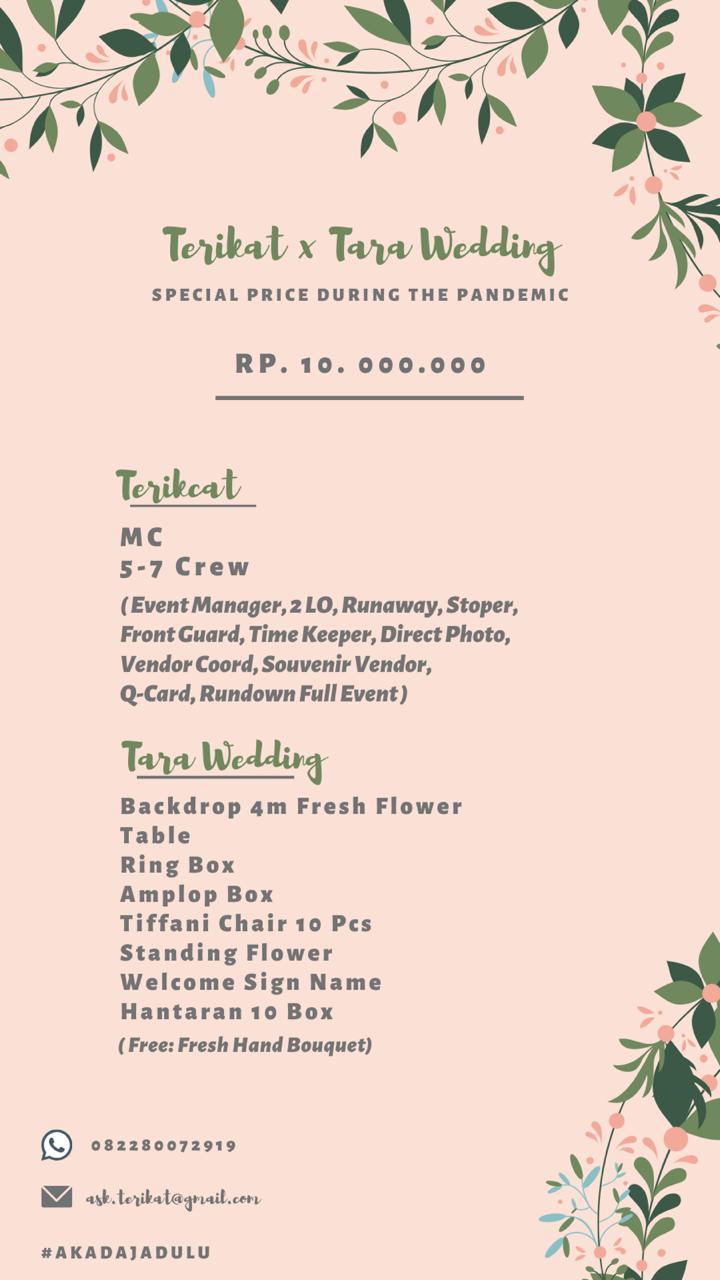 Terikat x Tara Wedding
SPECIAL PRICE DURING THE PANDEMIC
RP. 10. 000.000
Terikcat
MC
5-7 Crew
( Event Manager, 2 LO, Runaway, Stoper,
Front Guard, Time Keeper, Direct Photo,
Vendor Coord, Souvenir Vendor,
Q-Card, Rundown Full Event )
Tara Wedding
Backdrop 4m Fresh Flower
Table
Ring Box
Amplop Box
Tiffani Chair 10 Pcs
Standing Flower
Welcome Sign Name
Hantaran 10 Box
( Free: Fresh Hand Bouquet)
082280072919
ask.terikat@gmail.com
#AKADAJADULU